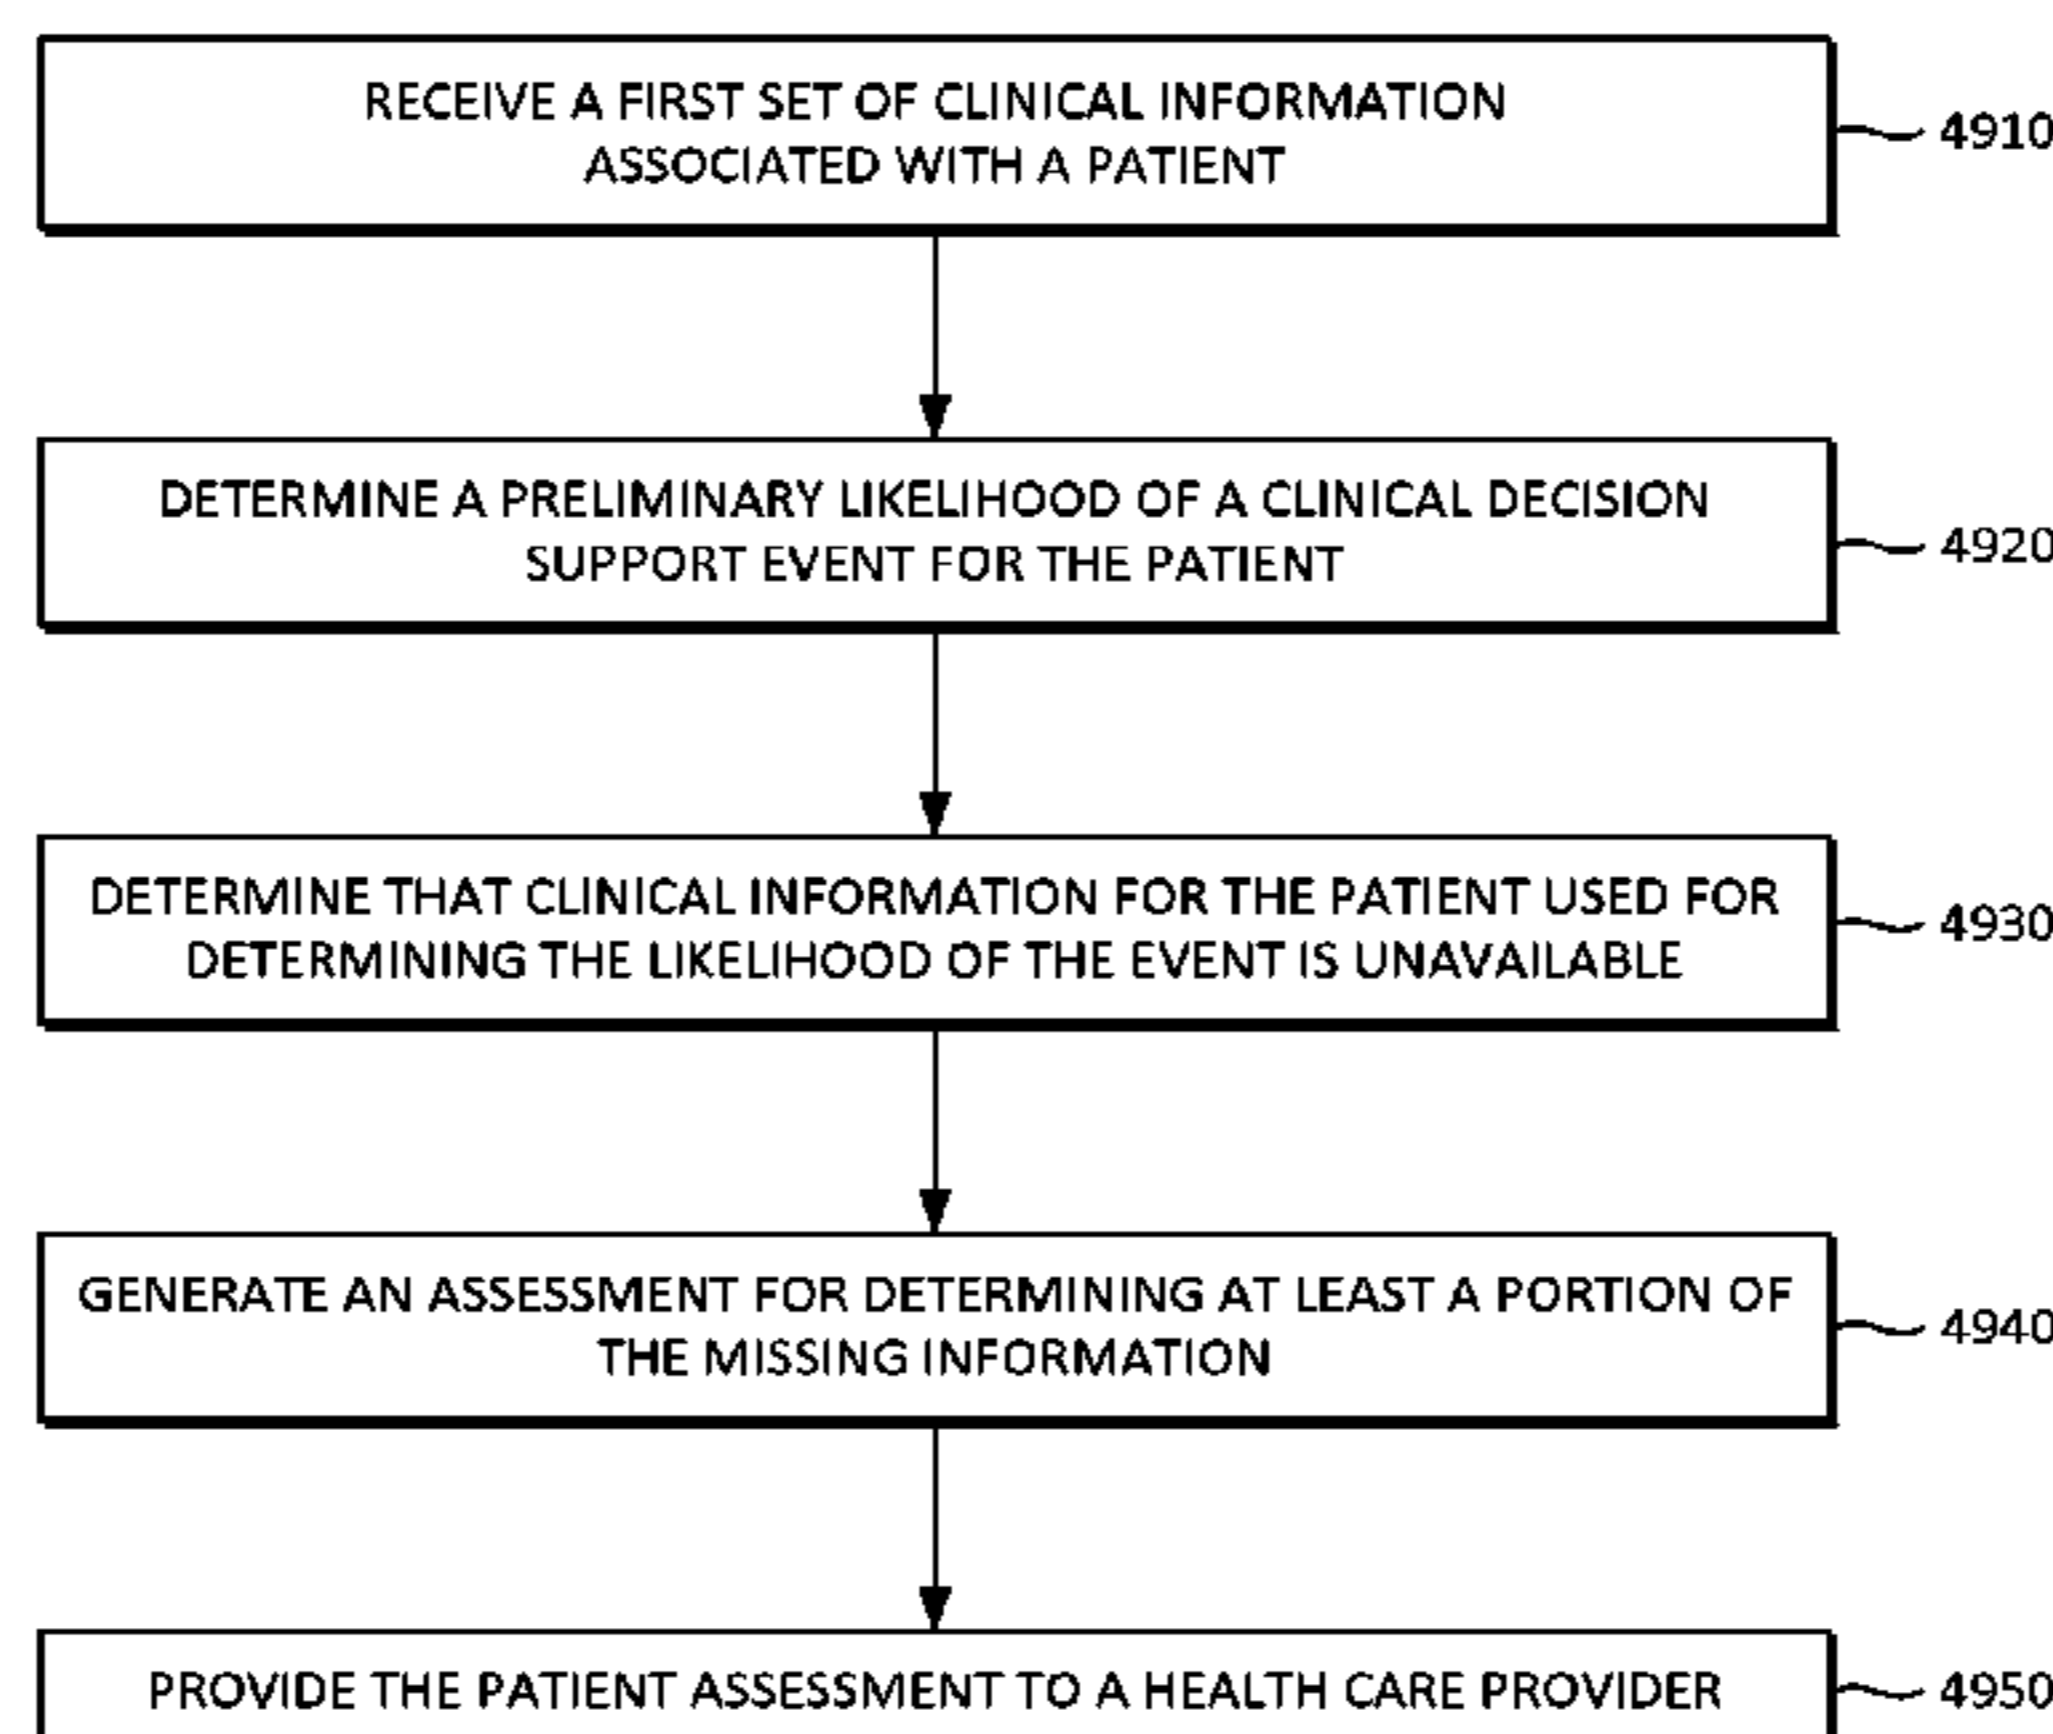 RECEIVE A FIRST SET OF CLINICAL INFORMATION
ASSOCIATED WITH A PATIENT
4910
DETERMINE A PRELIMINARY LIKELIHOOD OF A CLINICAL DECISION
SUPPORT EVENT FOR THE PATIENT
4920
DETERMINE THAT CLINICAL INFORMATION FOR THE PATIENT USED FOR
DETERMINING THE LIKELIHOOD OF THE EVENT IS UNAVAILABLE
4930
GENERATE AN ASSESSMENT FOR DETERMINING AT LEAST A PORTION OF
THE MISSING INFORMATION
4940
PROVIDE THE PATIENT ASSESSMENT TO A HEALTH CARE PROVIDER
4950